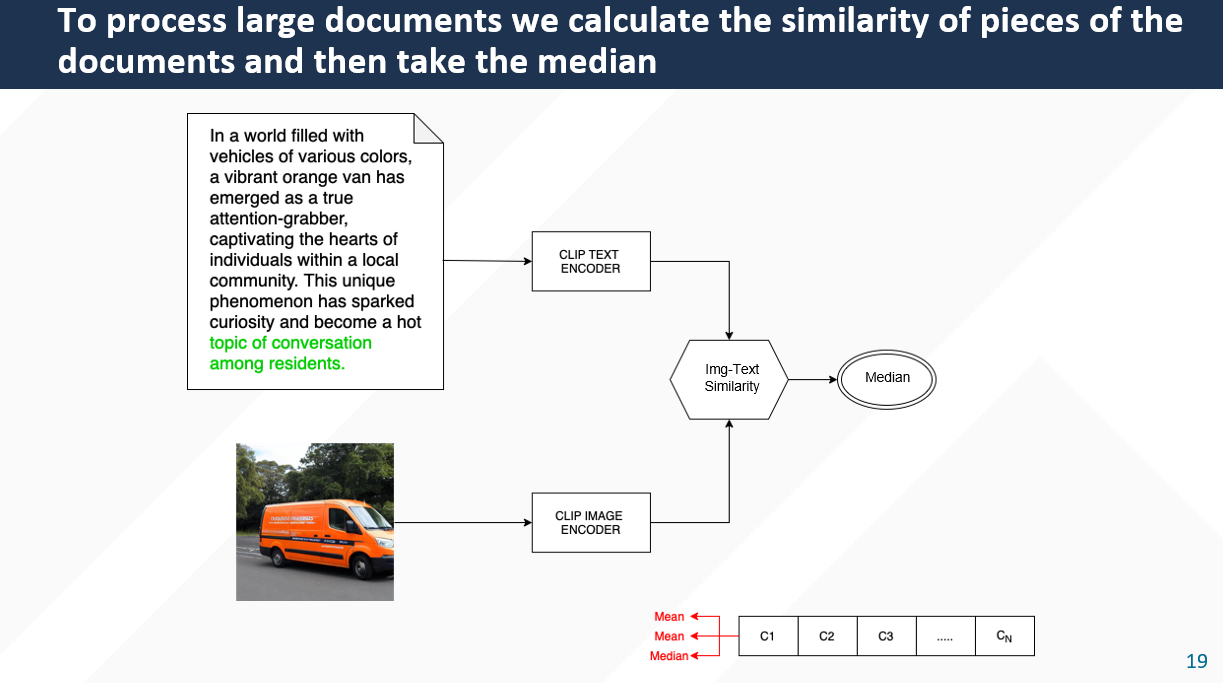 To process large documents we calculate the similarity of pieces of the
documents and then take the median
In a world filled with
vehicles of various colors,
a vibrant orange van has
emerged as a true
attention-grabber,
captivating the hearts of
individuals within a local
community. This unique
phenomenon has sparked
curiosity and become a hot
topic of conversation
among residents.
CLIP TEXT
ENCODER
Img-Text
Similarity
Median
CLIP IMAGE
ENCODER
Mean
Mean
Median
C1 C2 C3 ..... CN
19